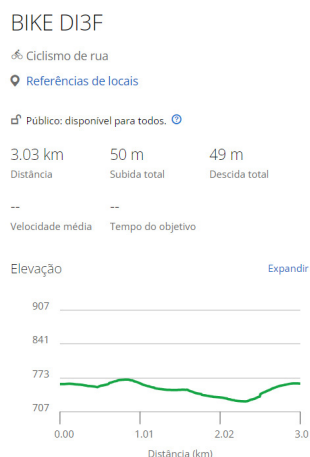 BIKE DI3F
Ciclismo de rua
Referências de locais
Público: disponível para todos. ?
3.03 km 50 m 49 m
Distância Subida total Descida total
-- --
Velocidade média Tempo do objetivo
Elevação Expandir
907
841
773
707
0.00 1.01 2.02 3.0
Distância (km)